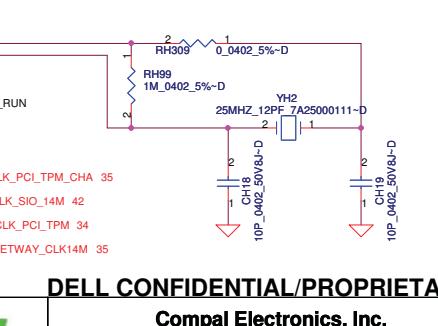 2 1
RH309 0_0402_5%~D
1
RH99
1M_0402_5%~D
2
_RUN
YH2
25MHZ_12PF_7A25000111~D
2 1
2
1
CH18
10P_0402_50V8J~D
2
1
CH19
10P_0402_50V8J~D
LK_PCI_TPM_CHA 35
LK_SIO_14M 42
CLK_PCI_TPM 34
ETWAY_CLK14M 35
DELL CONFIDENTIAL/PROPRIETA
Compal Electronics, Inc.